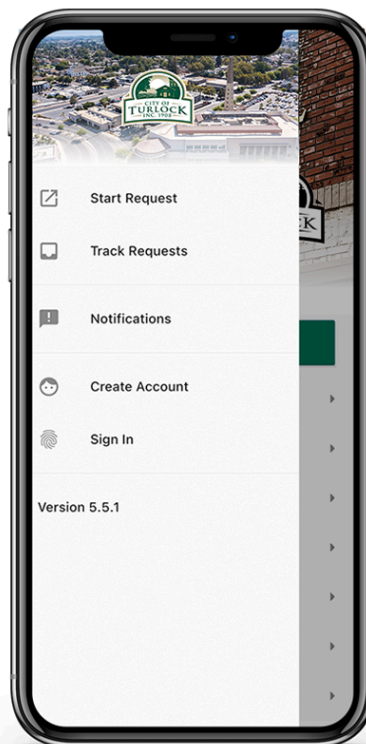 CITY OF
TURLOCK
INC. 1908
Start Request
Track Requests
Notifications
Create Account
Sign In
Version 5.5.1
K